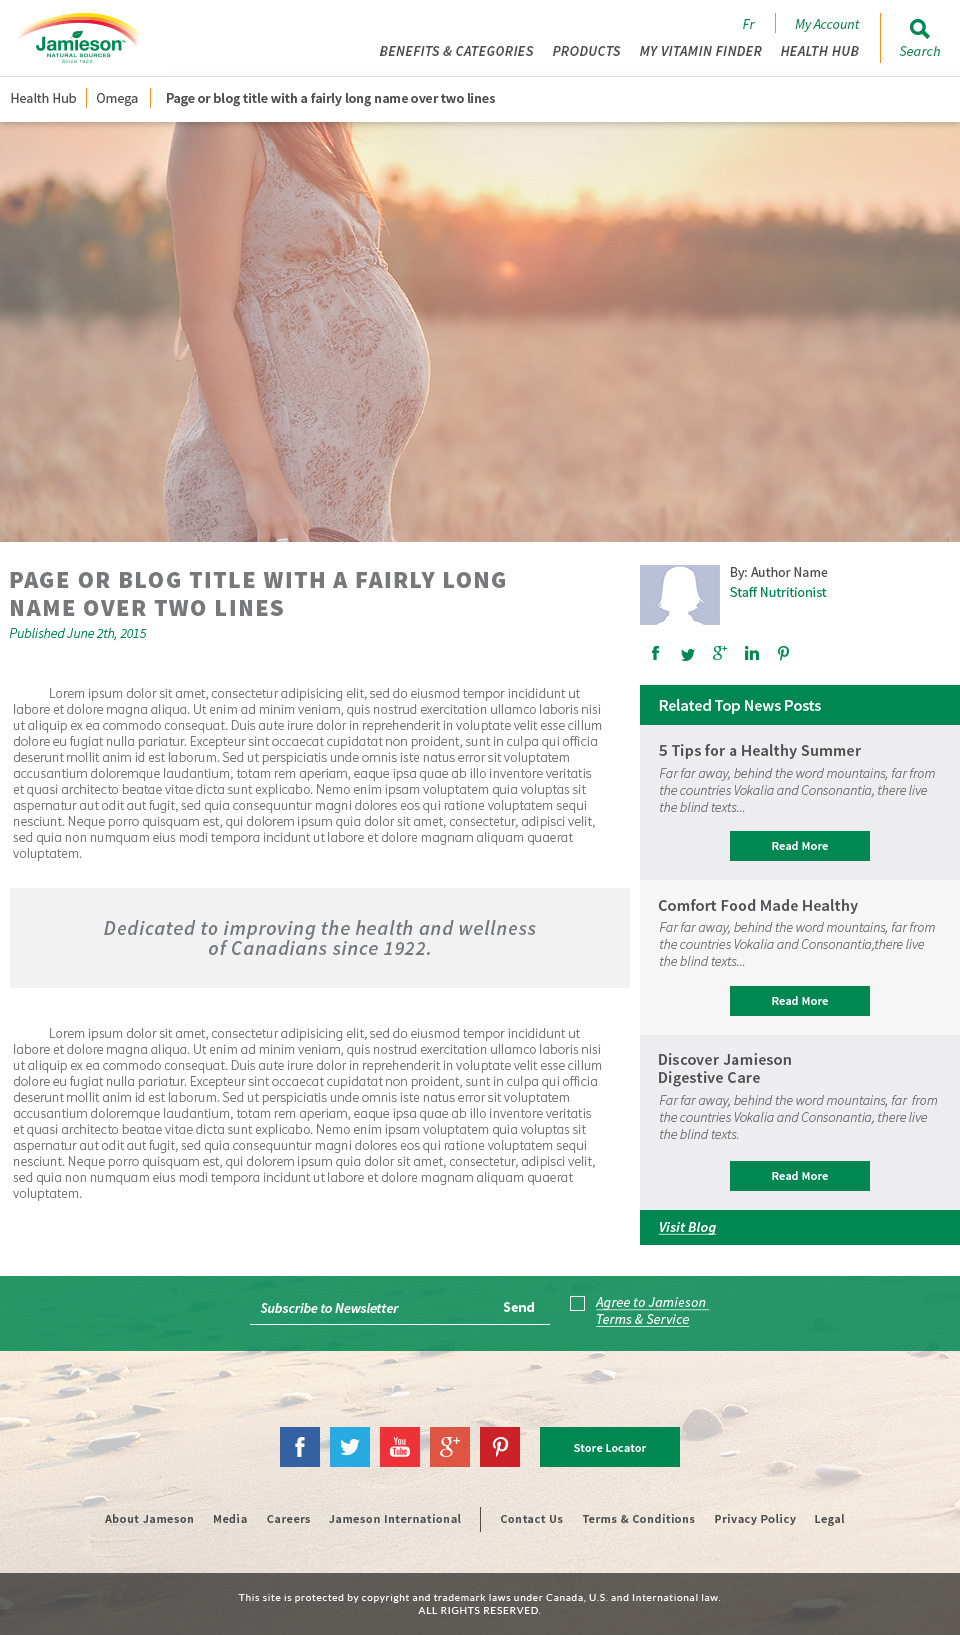 Fr
My Account
Jamieson
NATURAL SOURCES
Since 1922
BENEFITS & CATEGORIES PRODUCTS MY VITAMIN FINDER HEALTH HUB
Search
Health Hub Omega Page or blog title with a fairly long name over two lines
PAGE OR BLOG TITLE WITH A FAIRLY LONG
NAME OVER TWO LINES
Published June 2th, 2015
Lorem ipsum dolor sit amet, consectetur adipisicing elit, sed do eiusmod tempor incididunt ut
labore et dolore magna aliqua. Ut enim ad minim veniam, quis nostrud exercitation ullamco laboris nisi
ut aliquip ex ea commodo consequat. Duis aute irure dolor in reprehenderit in voluptate velit esse cillum
dolore eu fugiat nulla pariatur. Excepteur sint occaecat cupidatat non proident, sunt in culpa qui officia
deserunt mollit anim id est laborum. Sed ut perspiciatis unde omnis iste natus error sit voluptatem
accusantium doloremque laudantium, totam rem aperiam, eaque ipsa quae ab illo inventore veritatis
et quasi architecto beatae vitae dicta sunt explicabo. Nemo enim ipsam voluptatem quia voluptas sit
aspernatur aut odit aut fugit, sed quia consequuntur magni dolores eos qui ratione voluptatem sequi
nesciunt. Neque porro quisquam est, qui dolorem ipsum quia dolor sit amet, consectetur, adipisci velit,
sed quia non numquam eius modi tempora incidunt ut labore et dolore magnam aliquam quaerat
voluptatem.
Dedicated to improving the health and wellness
of Canadians since 1922.
Lorem ipsum dolor sit amet, consectetur adipisicing elit, sed do eiusmod tempor incididunt ut
labore et dolore magna aliqua. Ut enim ad minim veniam, quis nostrud exercitation ullamco laboris nisi
ut aliquip ex ea commodo consequat. Duis aute irure dolor in reprehenderit in voluptate velit esse cillum
dolore eu fugiat nulla pariatur. Excepteur sint occaecat cupidatat non proident, sunt in culpa qui officia
deserunt mollit anim id est laborum. Sed ut perspiciatis unde omnis iste natus error sit voluptatem
accusantium doloremque laudantium, totam rem aperiam, eaque ipsa quae ab illo inventore veritatis
et quasi architecto beatae vitae dicta sunt explicabo. Nemo enim ipsam voluptatem quia voluptas sit
aspernatur aut odit aut fugit, sed quia consequuntur magni dolores eos qui ratione voluptatem sequi
nesciunt. Neque porro quisquam est, qui dolorem ipsum quia dolor sit amet, consectetur, adipisci velit,
sed quia non numquam eius modi tempora incidunt ut labore et dolore magnam aliquam quaerat
voluptatem.
By: Author Name
Staff Nutritionist
Related Top News Posts
5 Tips for a Healthy Summer
Far far away, behind the word mountains, far from
the countries Vokalia and Consonantia, there live
the blind texts...
Read More
Comfort Food Made Healthy
Far far away, behind the word mountains, far from
the countries Vokalia and Consonantia,there live
the blind texts...
Read More
Discover Jamieson
Digestive Care
Far far away, behind the word mountains, far from
the countries Vokalia and Consonantia, there live
the blind texts.
Read More
Visit Blog
Subscribe to Newsletter Send
Agree to Jamieson
Terms & Service
You
Tube
Store Locator
About Jameson Media Careers Jameson International Contact Us Terms & Conditions Privacy Policy Legal
This site is protected by copyright and trademark laws under Canada, U.S. and International law.
ALL RIGHTS RESERVED.